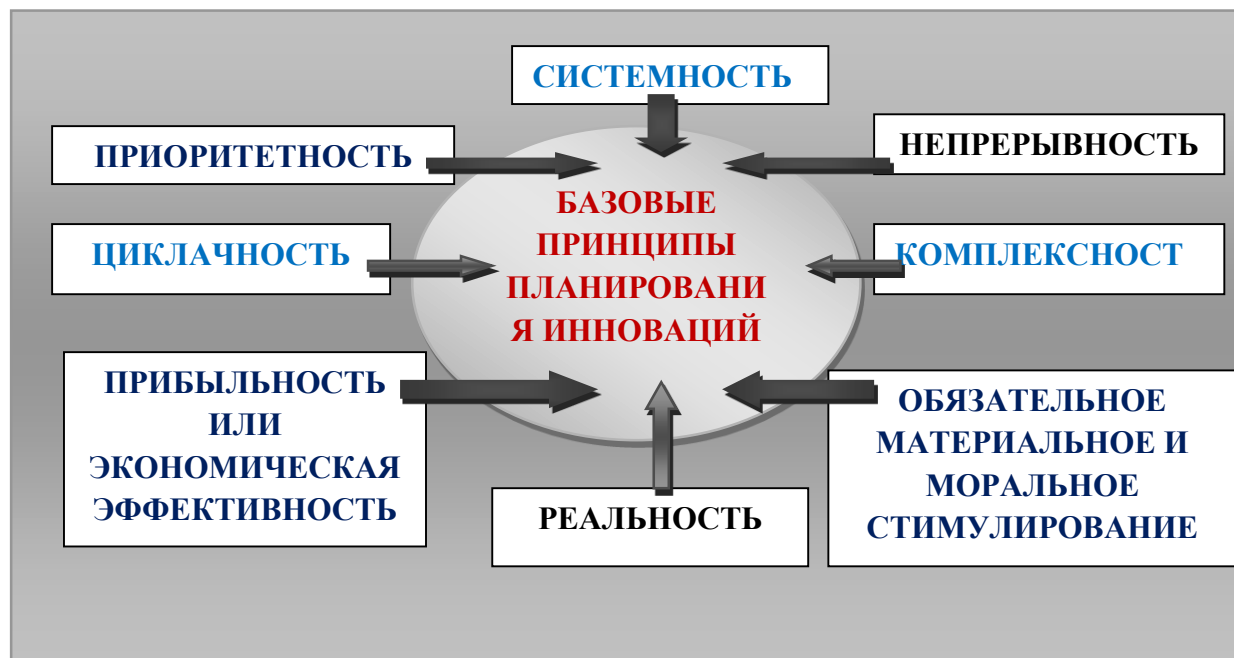 СИСТЕМНОСТЬ
ПРИОРИТЕТНОСТЬ
НЕПРЕРЫВНОСТЬ
БАЗОВЫЕ
ПРИНЦИПЫ
ПЛАНИРОВАНИ
Я ИННОВАЦИЙ
ЦИКЛАЧНОСТЬ
КОМПЛЕКСНОСТ
ПРИБЫЛЬНОСТЬ
ИЛИ
ЭКОНОМИЧЕСКАЯ
ЭФФЕКТИВНОСТЬ
РЕАЛЬНОСТЬ
ОБЯЗАТЕЛЬНОЕ
МАТЕРИАЛЬНОЕ И
МОРАЛЬНОЕ
СТИМУЛИРОВАНИЕ